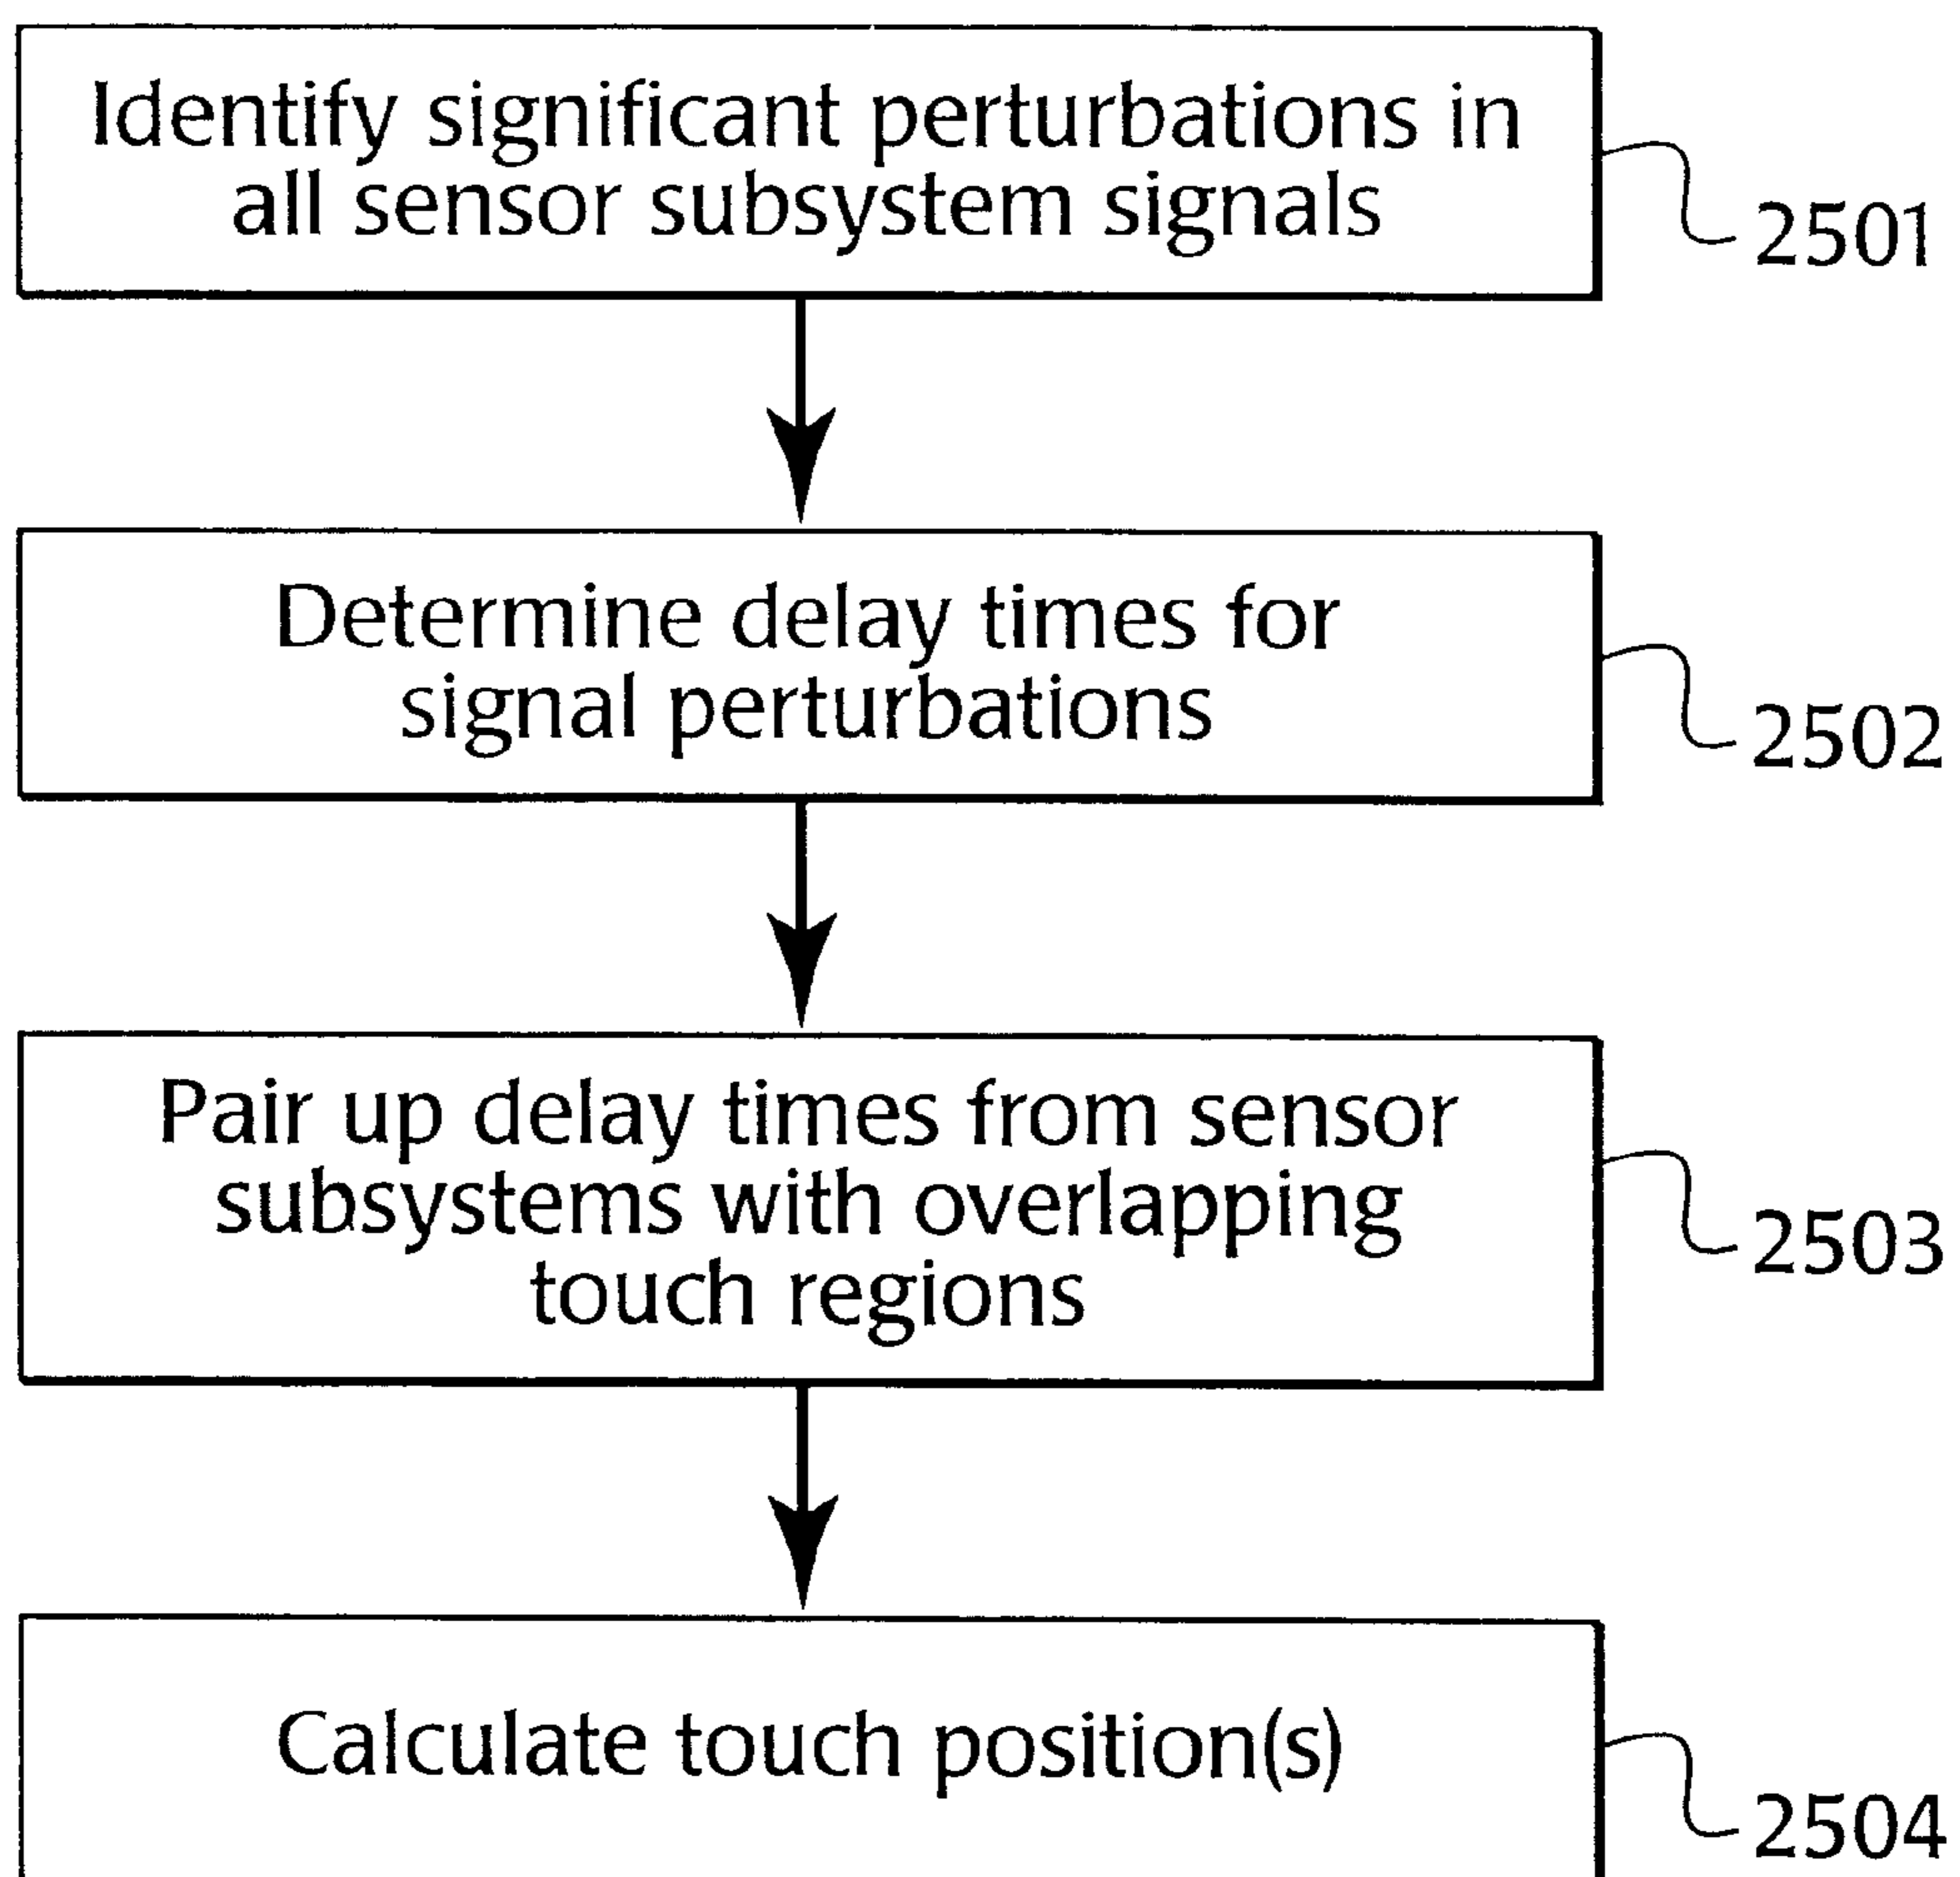 Identify significant perturbations in
all sensor subsystem signals
2501
Determine delay times for
signal perturbations
2502
Pair up delay times from sensor
subsystems with overlapping
touch regions
2503
Calculate touch position(s)
2504